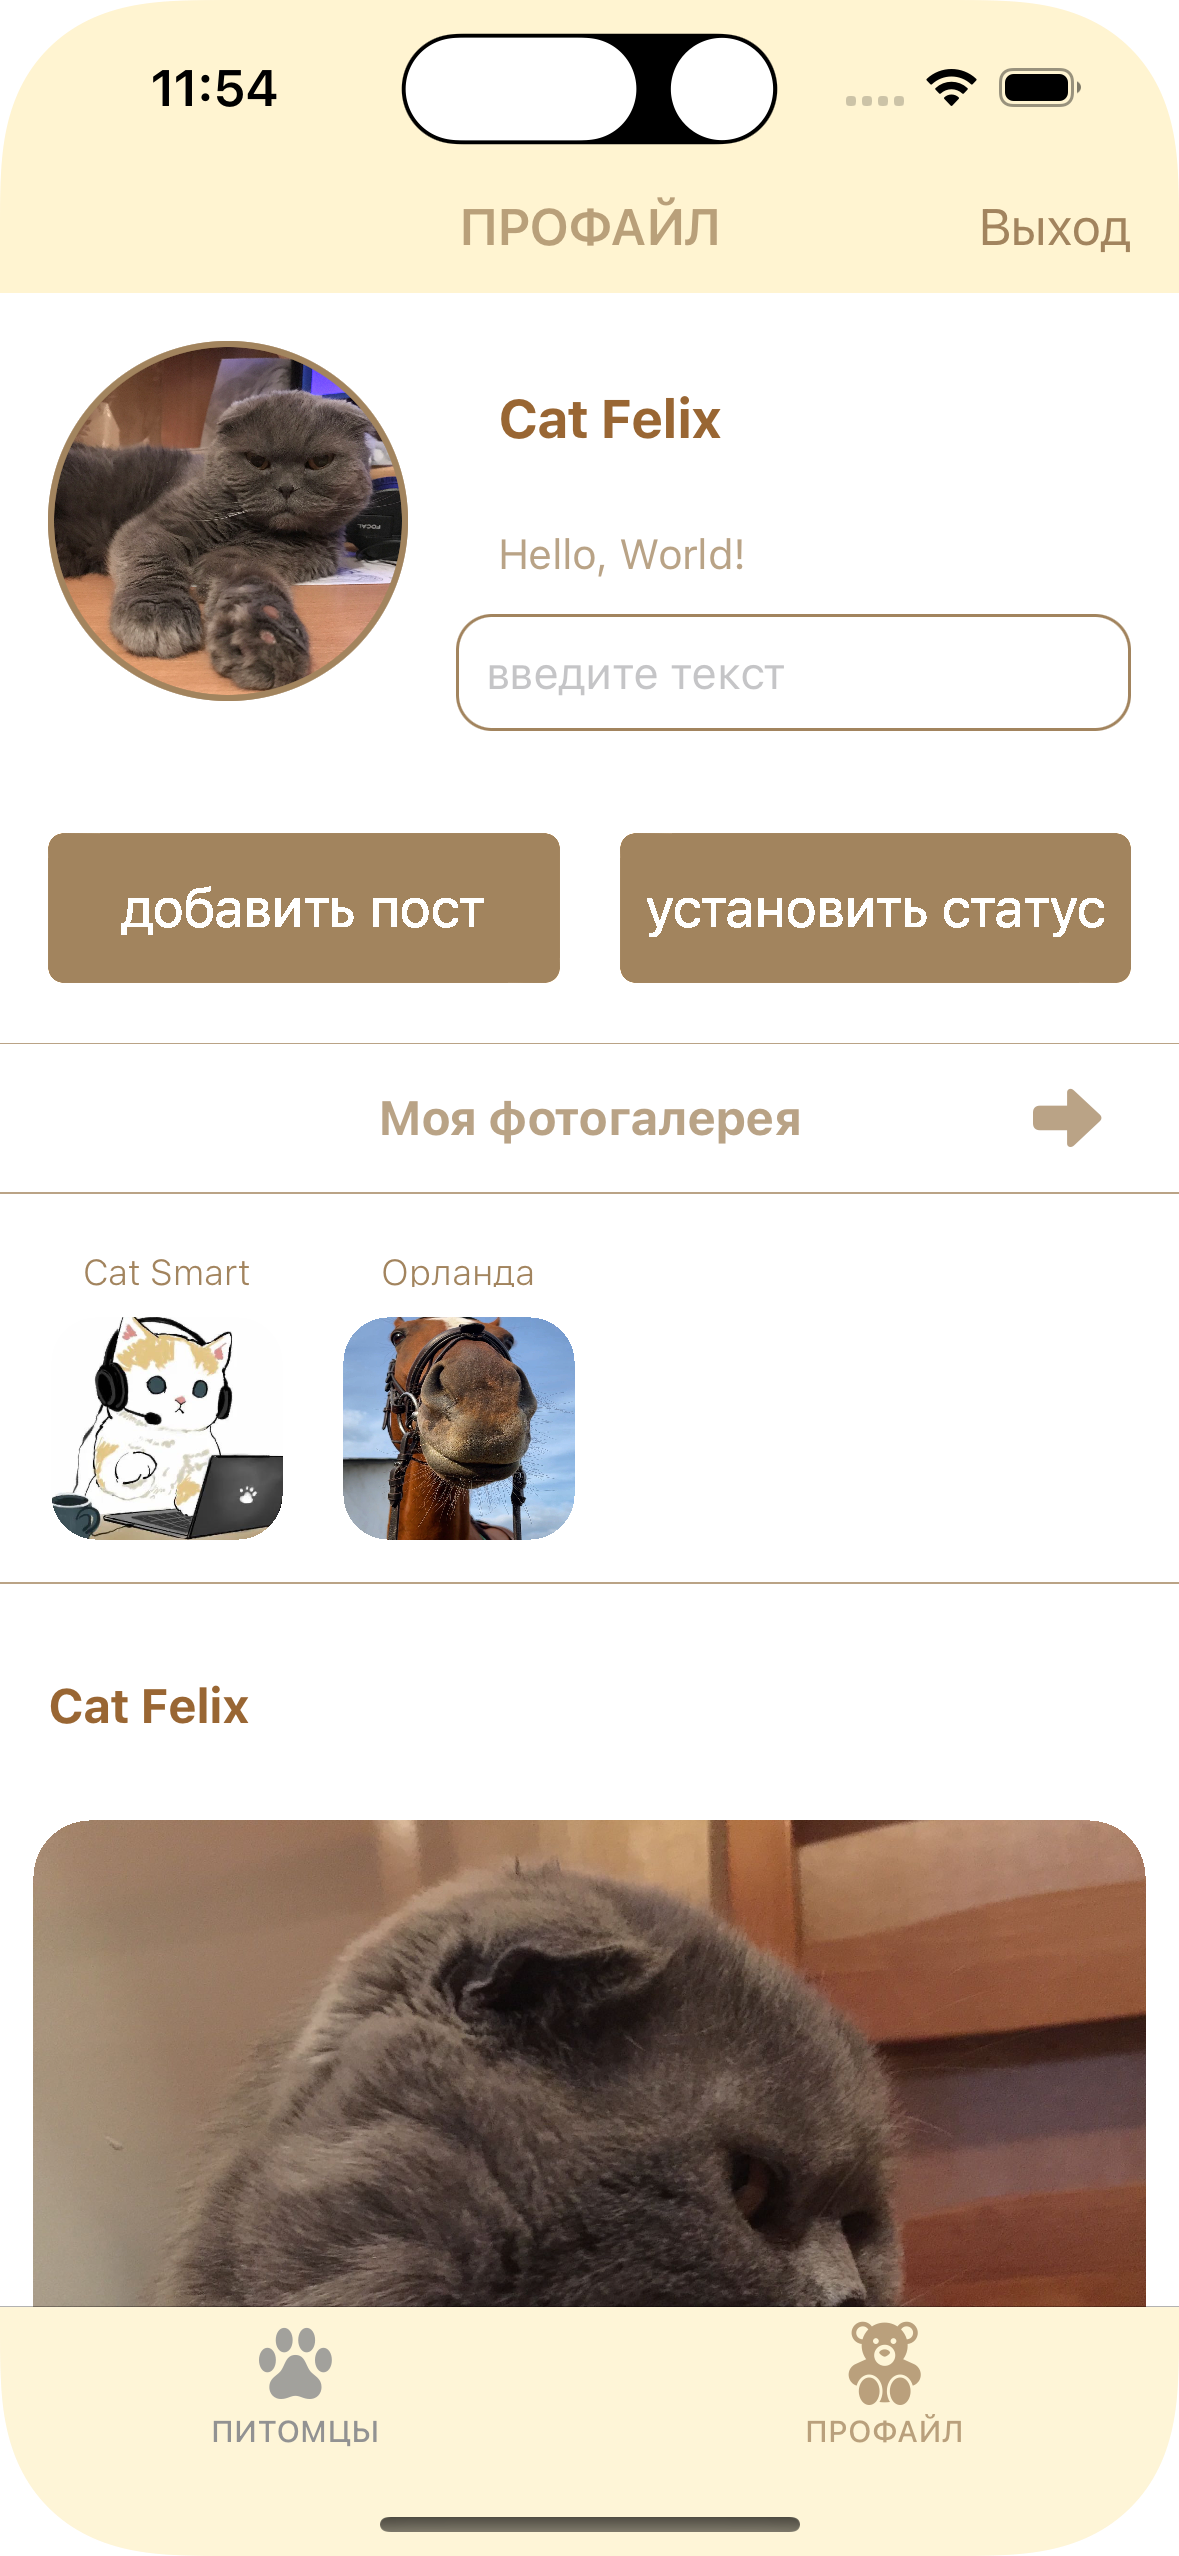 11:54
ПРОФАЙЛ
Выход
Cat Felix
Hello, World!
введите текст
добавить пост
установить статус
Моя фотогалерея
Cat Smart
Орланда
Cat Felix
ПИТОМЦЫ
ПРОФАЙЛ